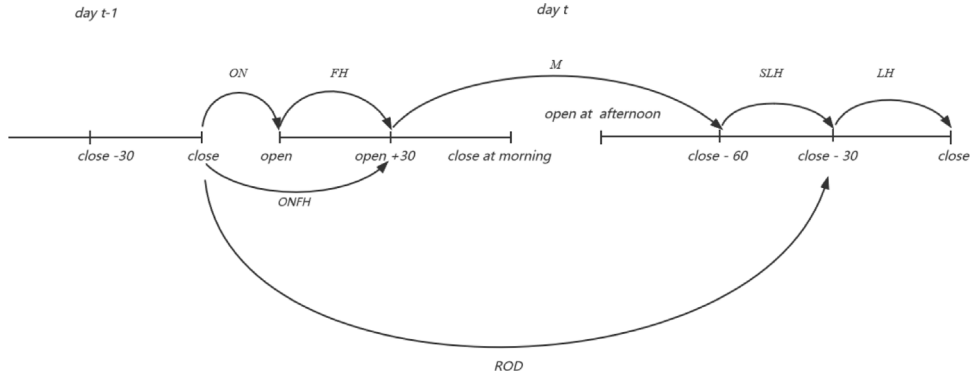 day t-1
day t
ON
FH
M
SLH
LH
open at afternoon
close -30
close
open
open +30
close at morning
close - 60
close - 30
close
ONFH
ROD